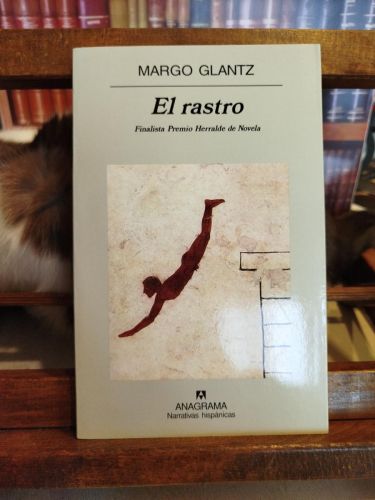 MARGO GLANTZ
El rastro
Finalista Premio Herralde de Novela
ANAGRAMA
Narrativas hispánicas